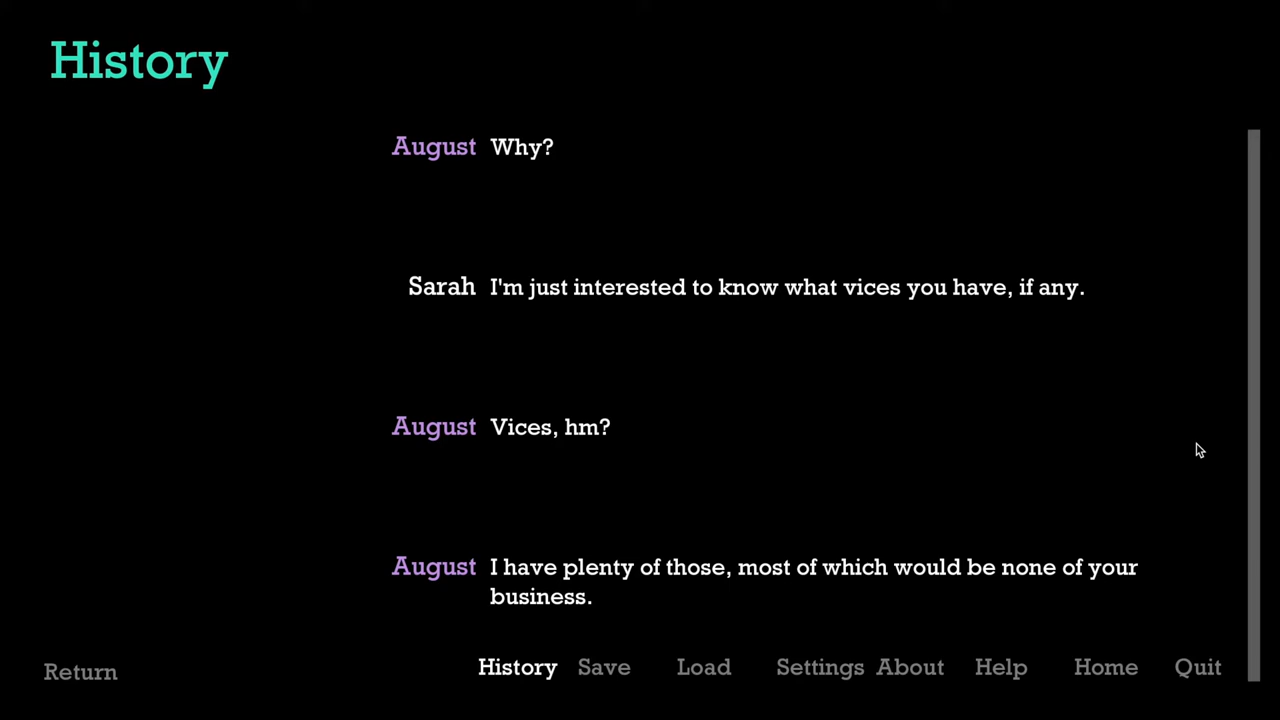 History
August Why?
Sarah I'm just interested to know what vices you have, if any.
August Vices, hm?
August I have plenty of those, most of which would be none of your
business.
Return History Save Load Settings About Help Home Quit